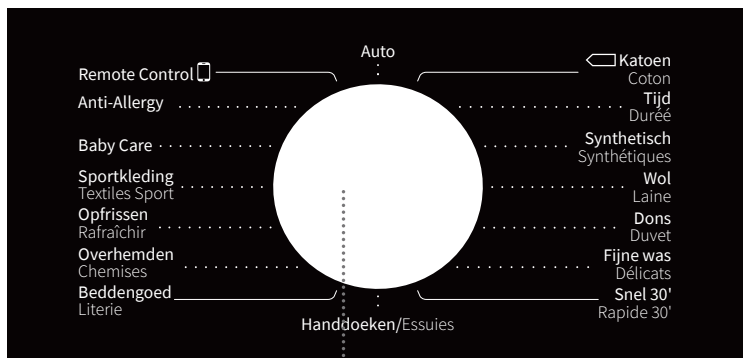 Auto
Remote Control
Anti-Allergy
Baby Care
Sportkleding
Textiles Sport
Opfrissen
Rafraîchir
Overhemden
Chemises
Beddengoed
Literie
Katoen
Coton
Tijd
Duréé
Synthetisch
Synthétiques
Wol
Laine
Dons
Duvet
Fijne was
Délicats
Snel 30'
Rapide 30'
Handdoeken/Essuies